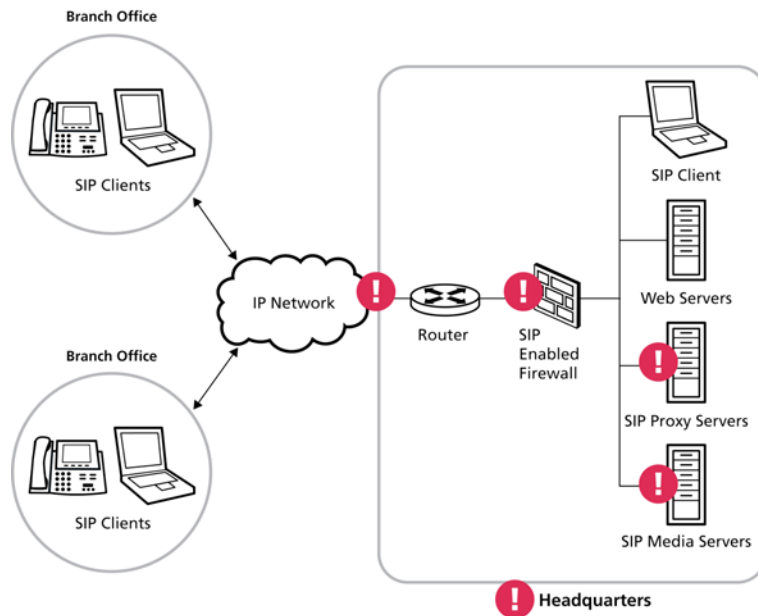 Branch Office
SIP Clients
IP Network
Branch Office
SIP Clients
Router
SIP
Enabled
Firewall
SIP Client
Web Servers
SIP Proxy Servers
SIP Media Servers
! 
!
!
!
! Headquarters